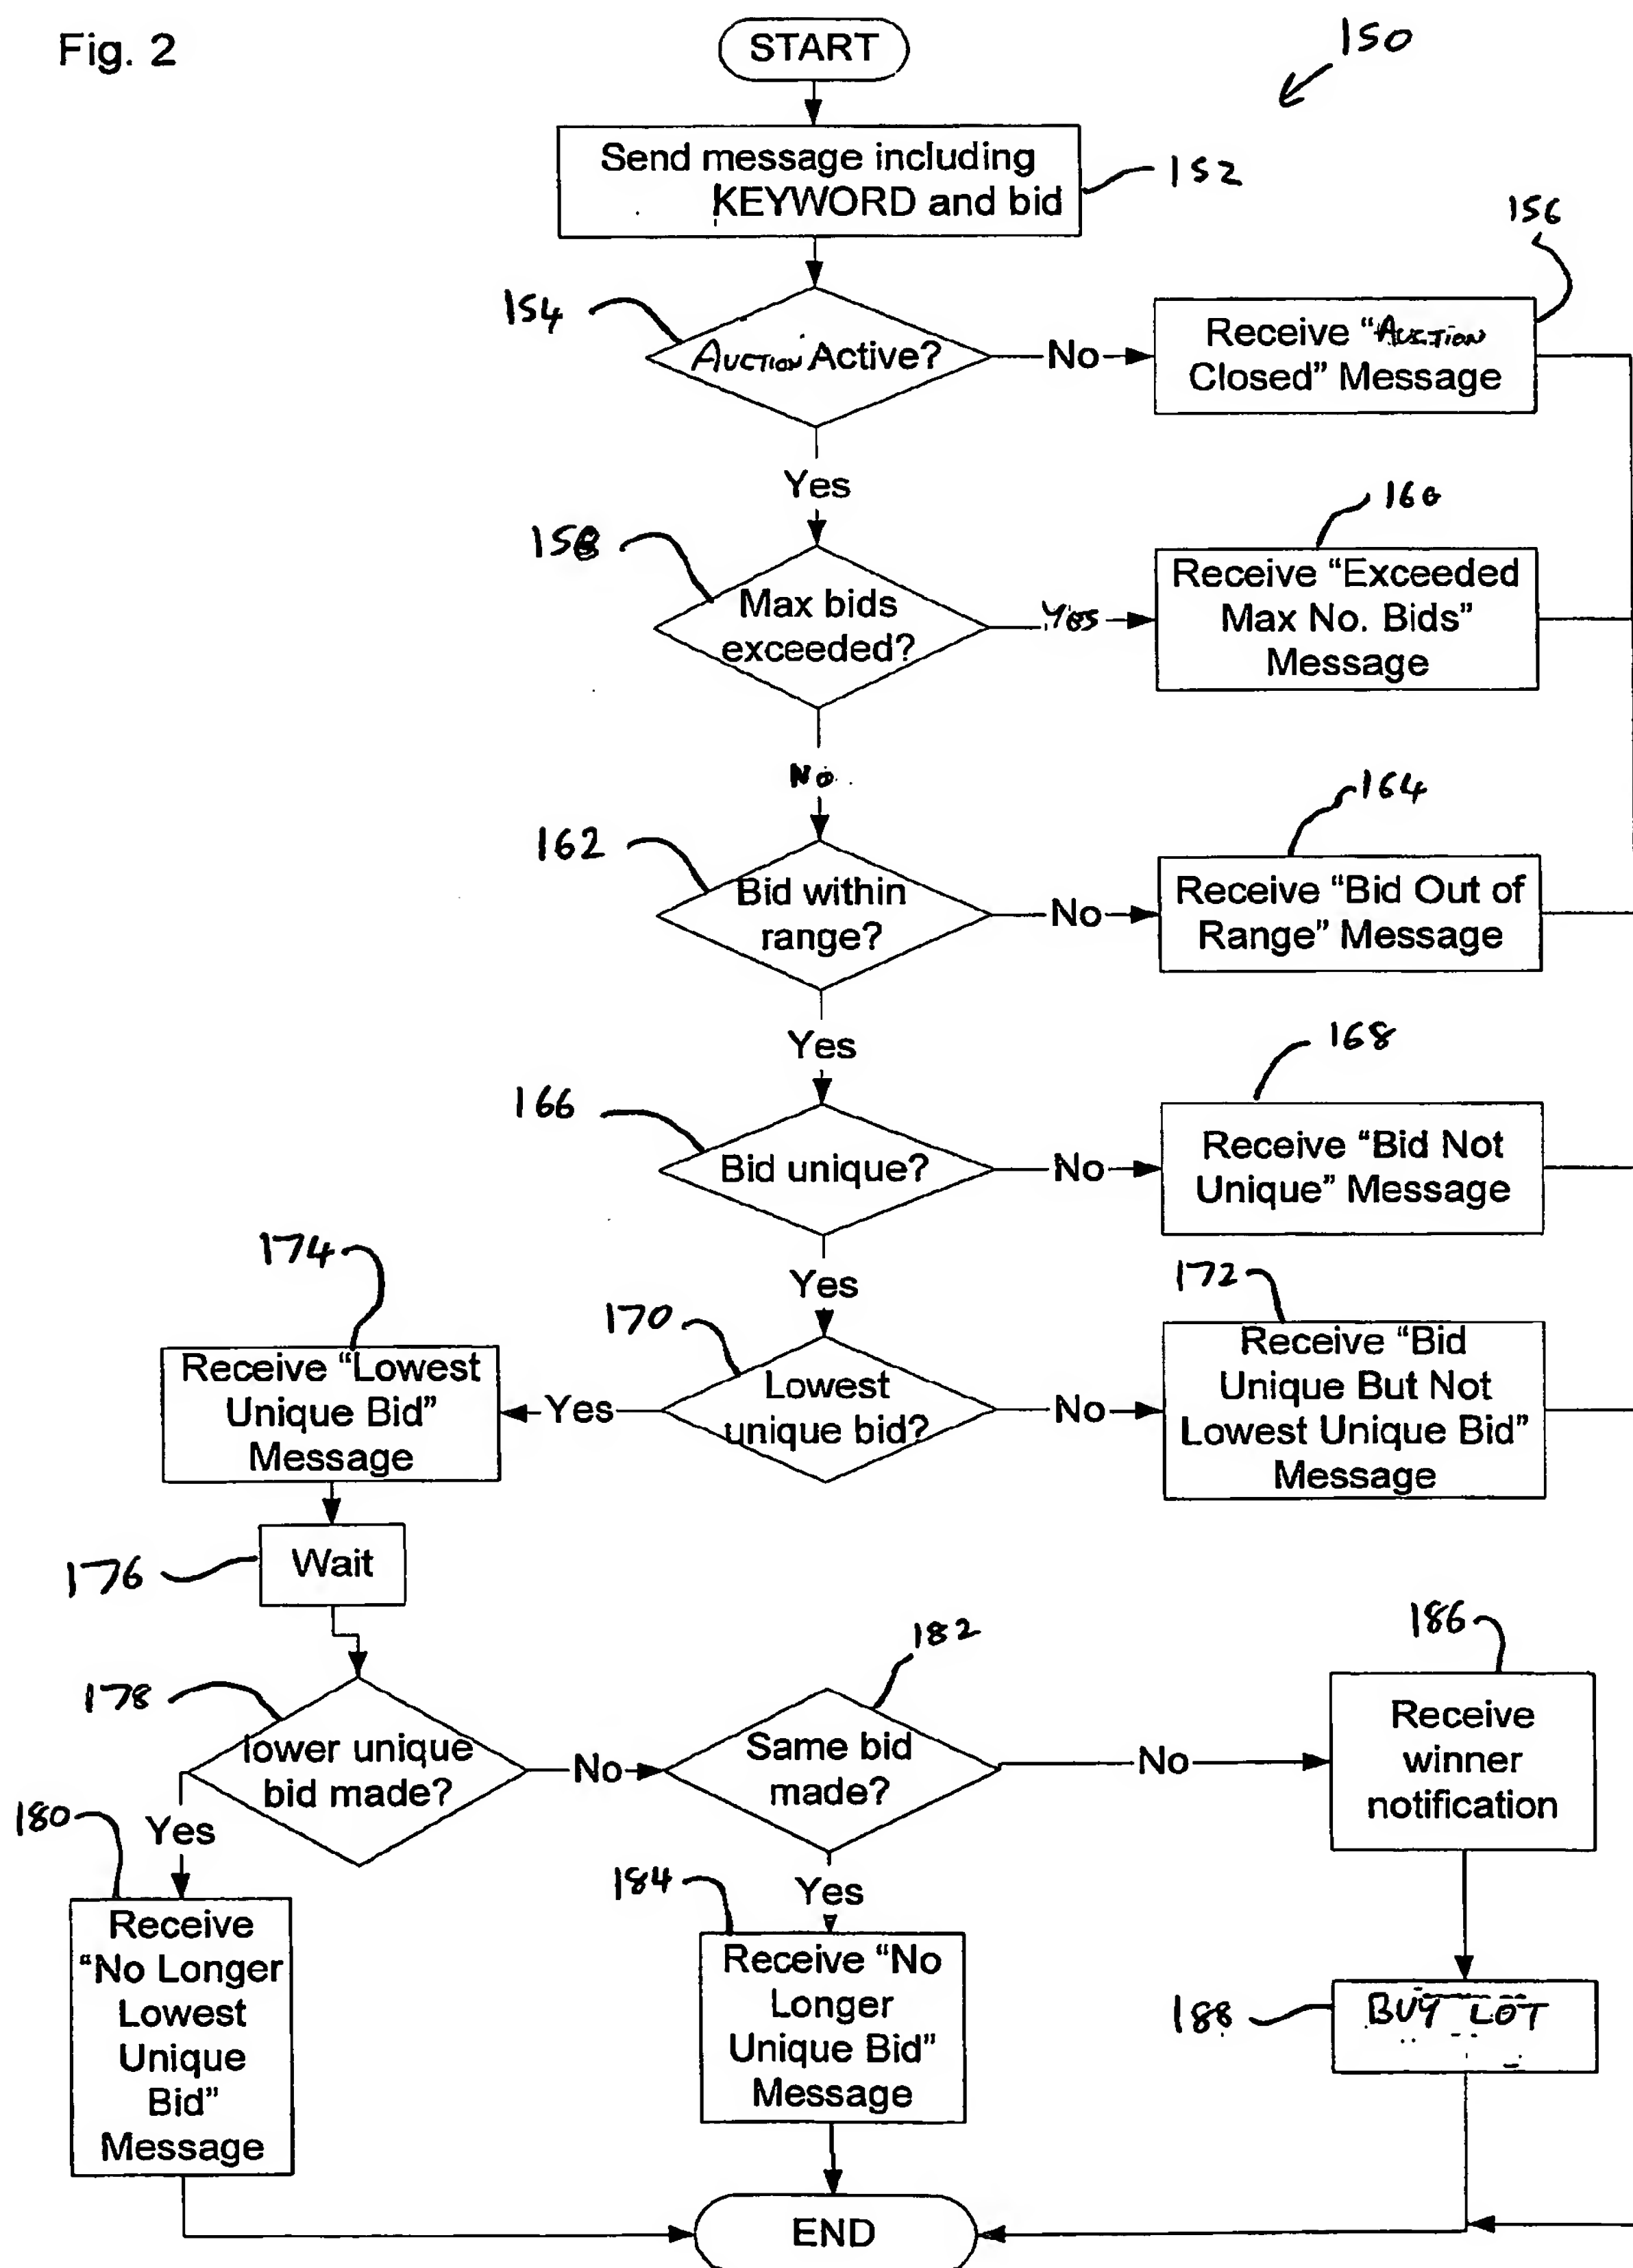 Fig. 2
START
150
Send message including
KEYWORD and bid
152
154
AUCTION Active?
No
156
Receive “AUCTION
Closed” Message
Yes
158
Max bids
exceeded?
YES
160
Receive “Exceeded
Max No. Bids”
Message
No
162
Bid within
range?
No
164
Receive “Bid Out of
Range” Message
Yes
166
Bid unique?
No
168
Receive “Bid Not
Unique” Message
Yes
170
Lowest
unique bid?
No
172
Receive “Bid
Unique But Not
Lowest Unique Bid”
Message
Yes
174
Receive “Lowest
Unique Bid”
Message
176
Wait
178
lower unique
bid made?
No
182
Same bid
made?
No
186
Receive
winner
notification
Yes
180
Receive
“No Longer
Lowest
Unique
Bid”
Message
Yes
184
Receive “No
Longer
Unique Bid”
Message
188
BUY LOT
END